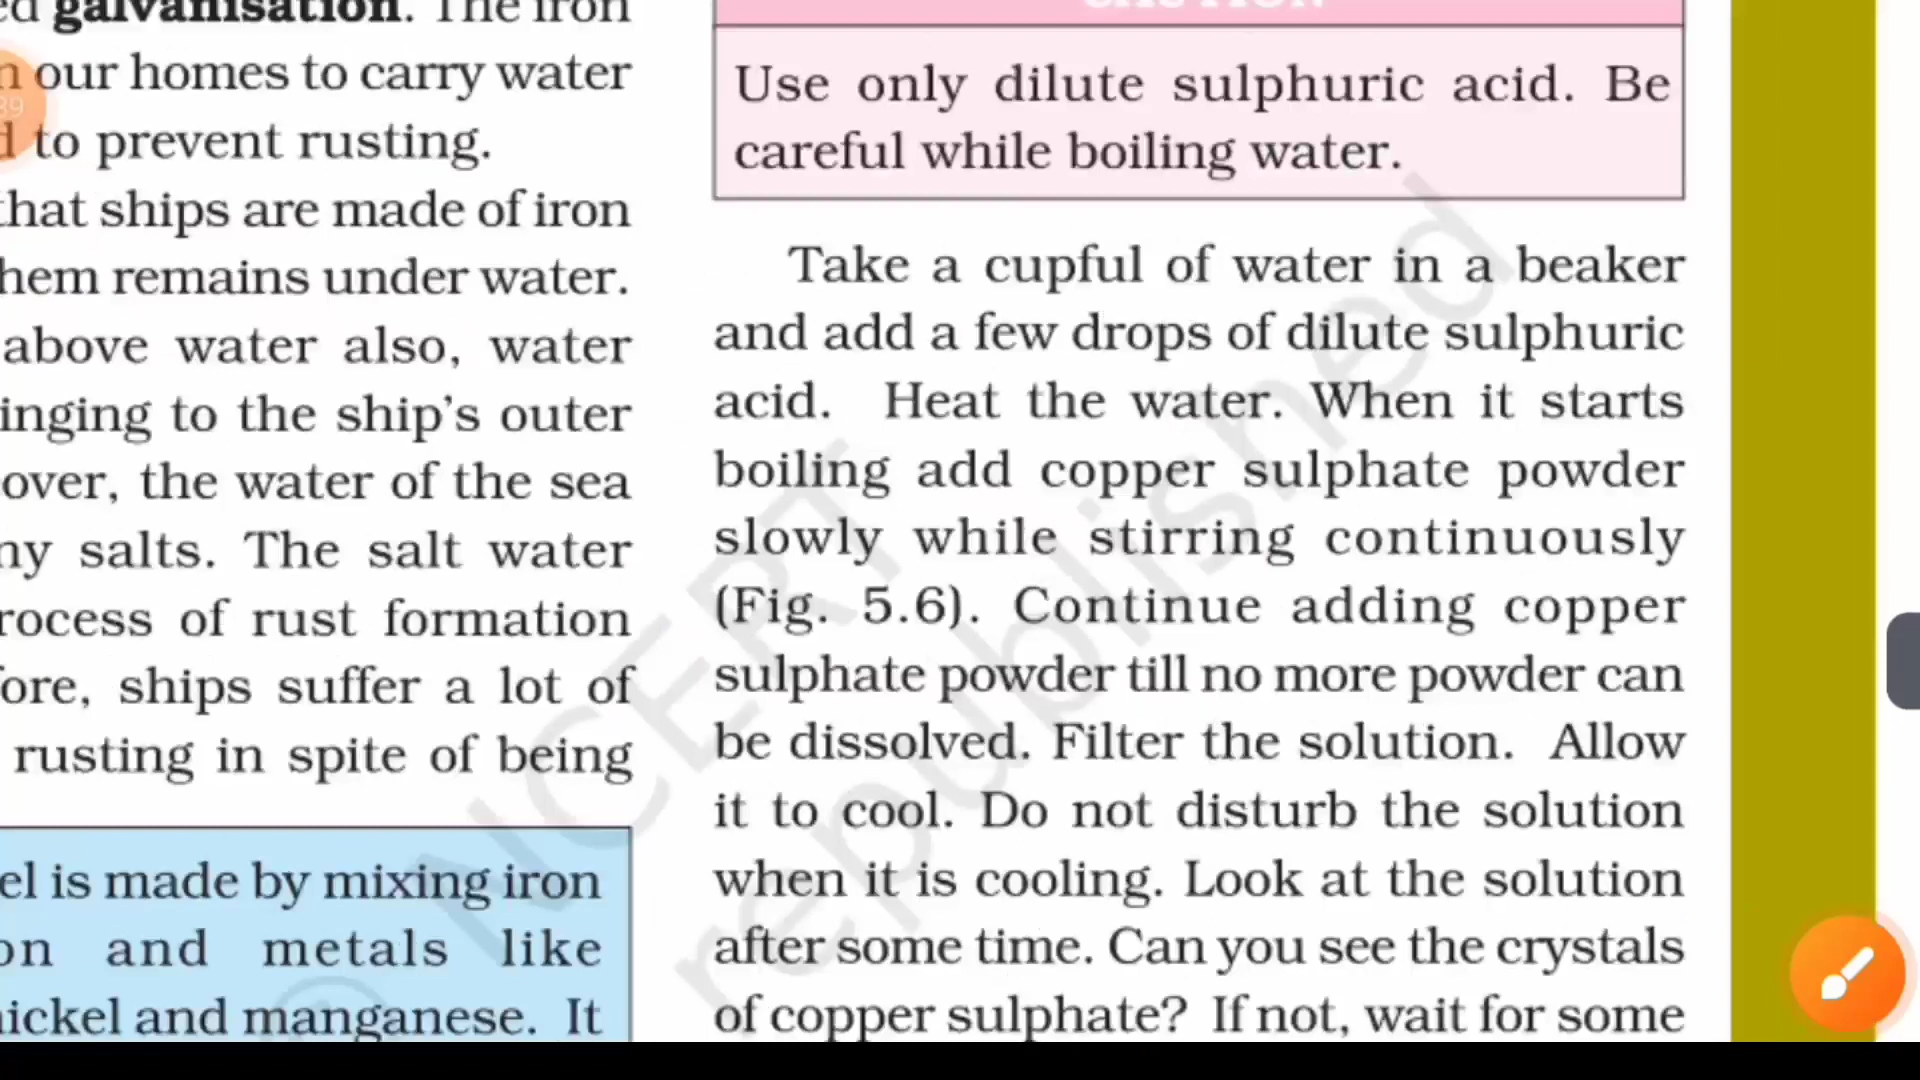 galvanisation. The iron
our homes to carry water
to prevent rusting.
that ships are made of iron
hem remains under water.
above water also, water
inging to the ship's outer
over, the water of the sea
ny salts. The salt water
rocess of rust formation
fore, ships suffer a lot of
rusting in spite of being
el is made by mixing iron
on and metals like
nickel and manganese. It
Use only dilute sulphuric acid. Be
careful while boiling water.
Take a cupful of water in a beaker
and add a few drops of dilute sulphuric
acid. Heat the water. When it starts
boiling add copper sulphate powder
slowly while stirring continuously
(Fig. 5.6). Continue adding copper
sulphate powder till no more powder can
be dissolved. Filter the solution. Allow
it to cool. Do not disturb the solution
when it is cooling. Look at the solution
after some time. Can you see the crystals
of copper sulphate? If not, wait for some
© NCERT
republished